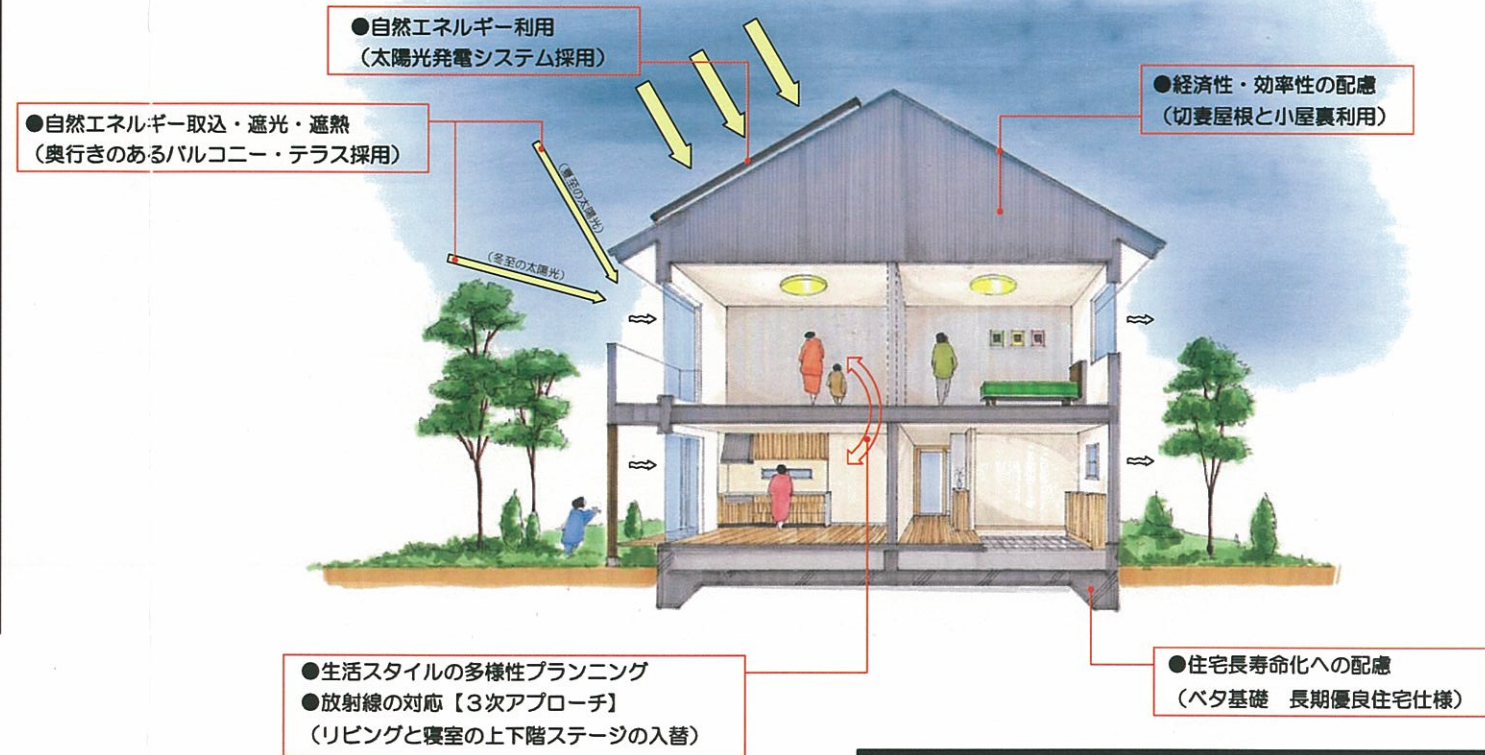 ●自然エネルギー利用
（太陽光発電システム採用）
●経済性・効率性の配慮
（切妻屋根と小屋裏利用）
●自然エネルギー取込・遮光・遮熱
（奥行きのあるバルコニー・テラス採用）
（夏至の太陽光）
（冬至の太陽光）
●生活スタイルの多様性プランニング
●放射線の対応【３次アプローチ】
（リビングと寝室の上下階ステージの入替）
●住宅長寿命化への配慮
（ベタ基礎　長期優良住宅仕様）